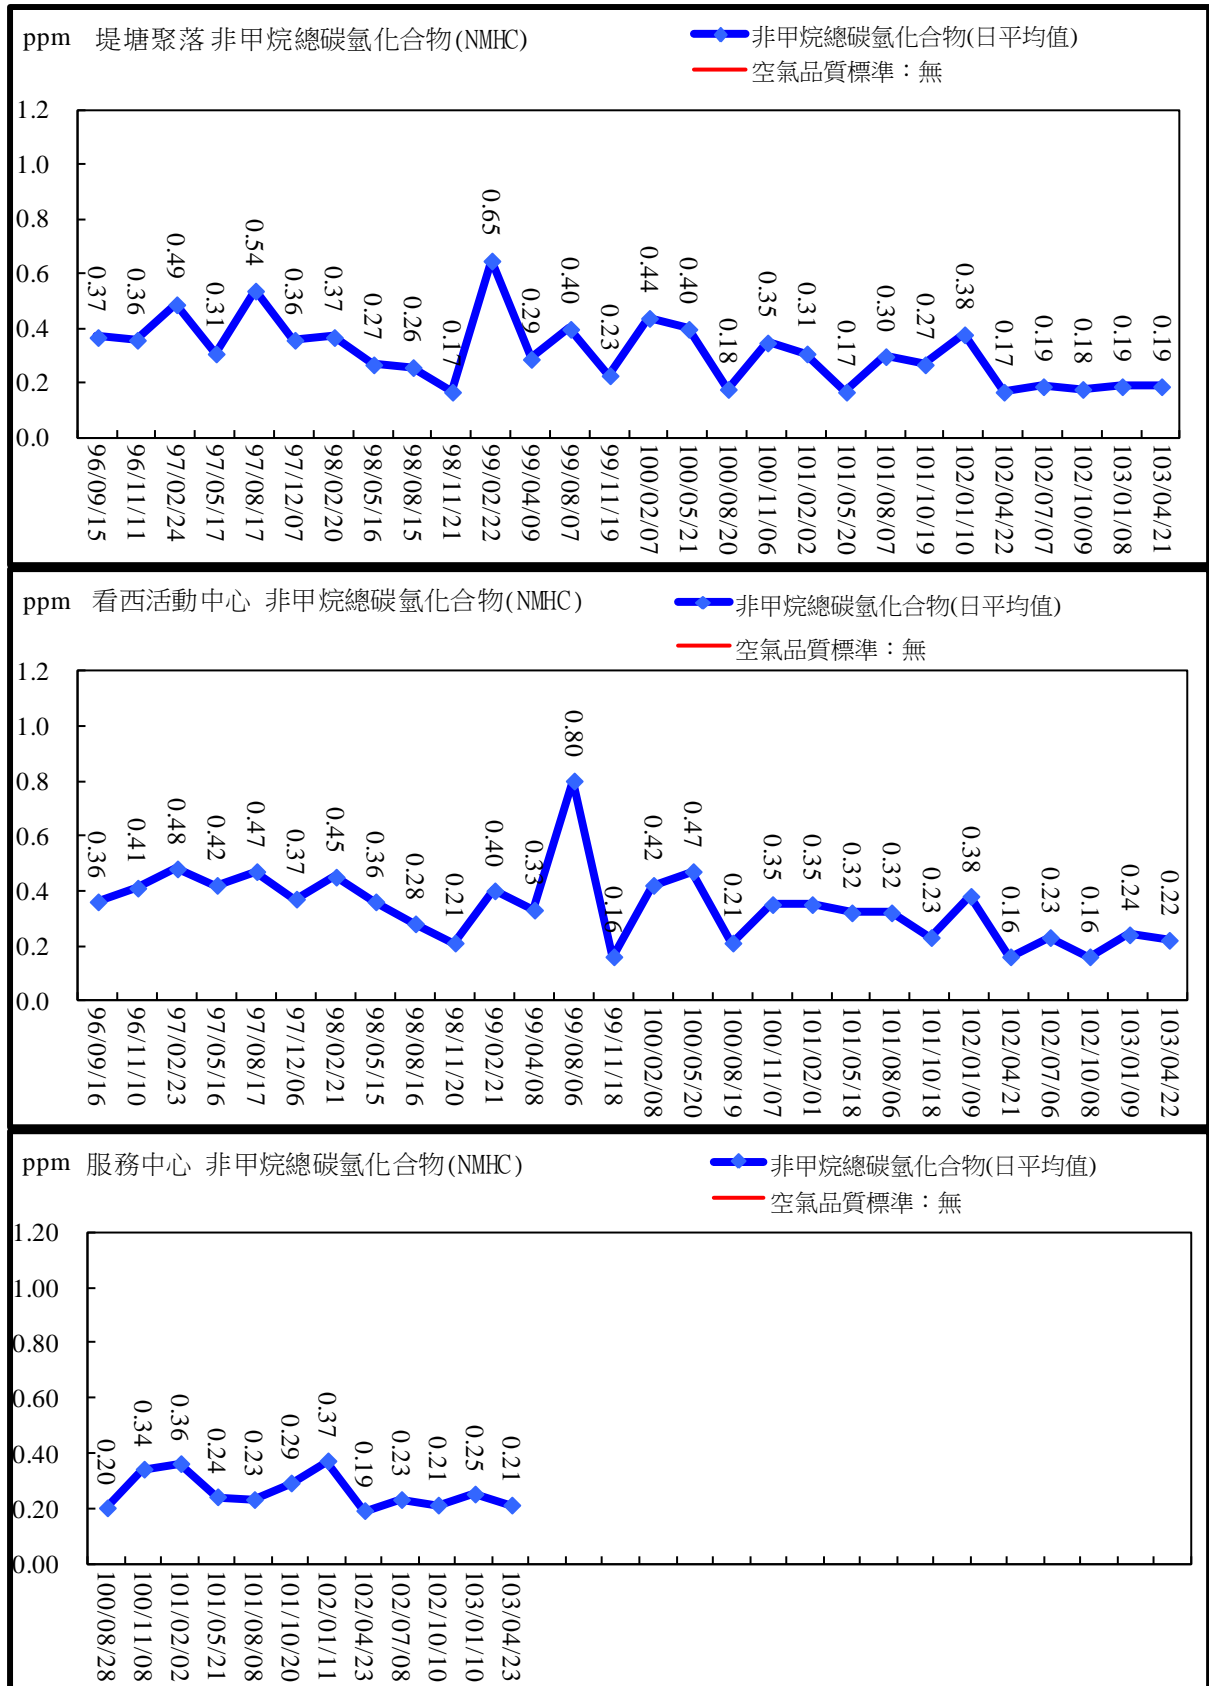 ppm 堤塘聚落 非甲烷總碳氫化合物(NMHC)
非甲烷總碳氫化合物(日平均值)
空氣品質標準：無
1.2
1.0
0.8
0.6
0.4
0.2
0.0
0.37 0.36 0.49 0.31 0.54 0.36 0.37 0.27 0.26 0.17 0.65 0.29 0.40 0.23 0.44 0.40 0.18 0.35 0.31 0.17 0.30 0.27 0.38 0.17 0.19 0.18 0.19 0.19
96/09/15 96/11/11 97/02/24 97/05/17 97/08/17 97/12/07 98/02/20 98/05/16 98/08/15 98/11/21 99/02/22 99/04/09 99/08/07 99/11/19 100/02/07 100/05/21 100/08/20 100/11/06 101/02/02 101/05/20 101/08/07 101/10/19 102/01/10 102/04/22 102/07/07 102/10/09 103/01/08 103/04/21
ppm 看西活動中心 非甲烷總碳氫化合物(NMHC)
非甲烷總碳氫化合物(日平均值)
空氣品質標準：無
1.2
1.0
0.8
0.6
0.4
0.2
0.0
0.36 0.41 0.48 0.42 0.47 0.37 0.45 0.36 0.28 0.21 0.40 0.33 0.80 0.16 0.42 0.47 0.21 0.35 0.35 0.32 0.32 0.23 0.38 0.16 0.23 0.16 0.24 0.22
96/09/16 96/11/10 97/02/23 97/05/16 97/08/17 97/12/06 98/02/21 98/05/15 98/08/16 98/11/20 99/02/21 99/04/08 99/08/06 99/11/18 100/02/08 100/05/20 100/08/19 100/11/07 101/02/01 101/05/18 101/08/06 101/10/18 102/01/09 102/04/21 102/07/06 102/10/08 103/01/09 103/04/22
ppm 服務中心 非甲烷總碳氫化合物(NMHC)
非甲烷總碳氫化合物(日平均值)
空氣品質標準：無
1.20
1.00
0.80
0.60
0.40
0.20
0.00
0.20 0.34 0.36 0.24 0.23 0.29 0.37 0.19 0.23 0.21 0.25 0.21
100/08/28 100/11/08 101/02/02 101/05/21 101/08/08 101/10/20 102/01/11 102/04/23 102/07/08 102/10/10 103/01/10 103/04/23